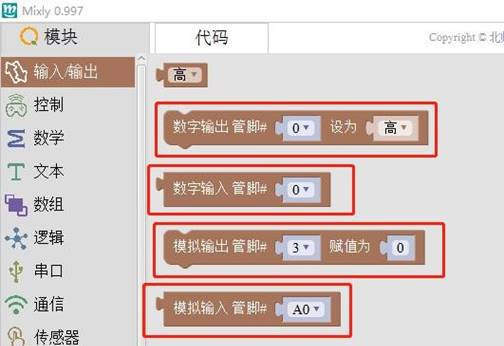 Mixly 0.997
模块
代码
Copyright © 北
输入/输出
高
控制
数字输出 管脚# 0 设为 高
数学
文本
数字输入 管脚# 0
数组
逻辑
模拟输出 管脚# 3 赋值为 0
串口
通信
模拟输入 管脚# A0
传感器